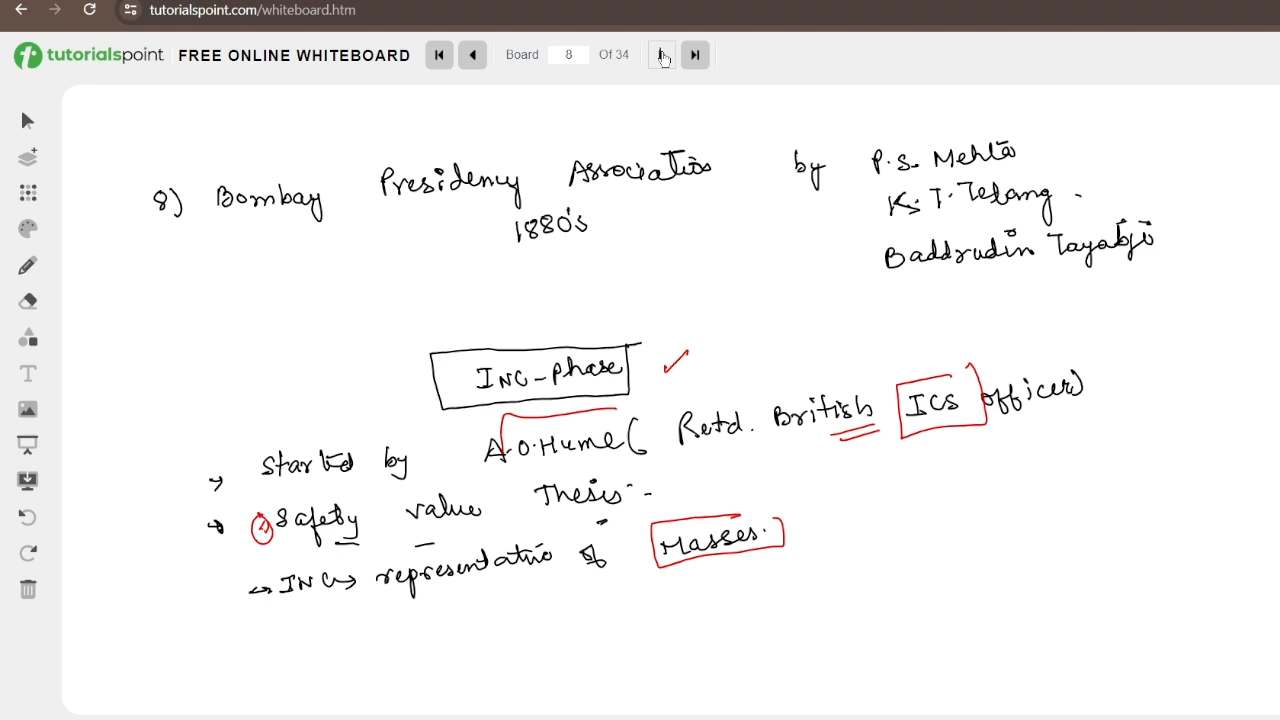 tutorialspoint.com/whiteboard.htm
tutorialspoint FREE ONLINE WHITEBOARD Board 8 Of 34
8) Bombay Presidency Association by P.S. Mehta
1880's K.T. Telang.
Baddrudin Tayabji
INC-Phase
→ Started by A.O.Hume (Retd. British ICS officer)
→ Safety value Thesis
→ INC→ representative of Masses.